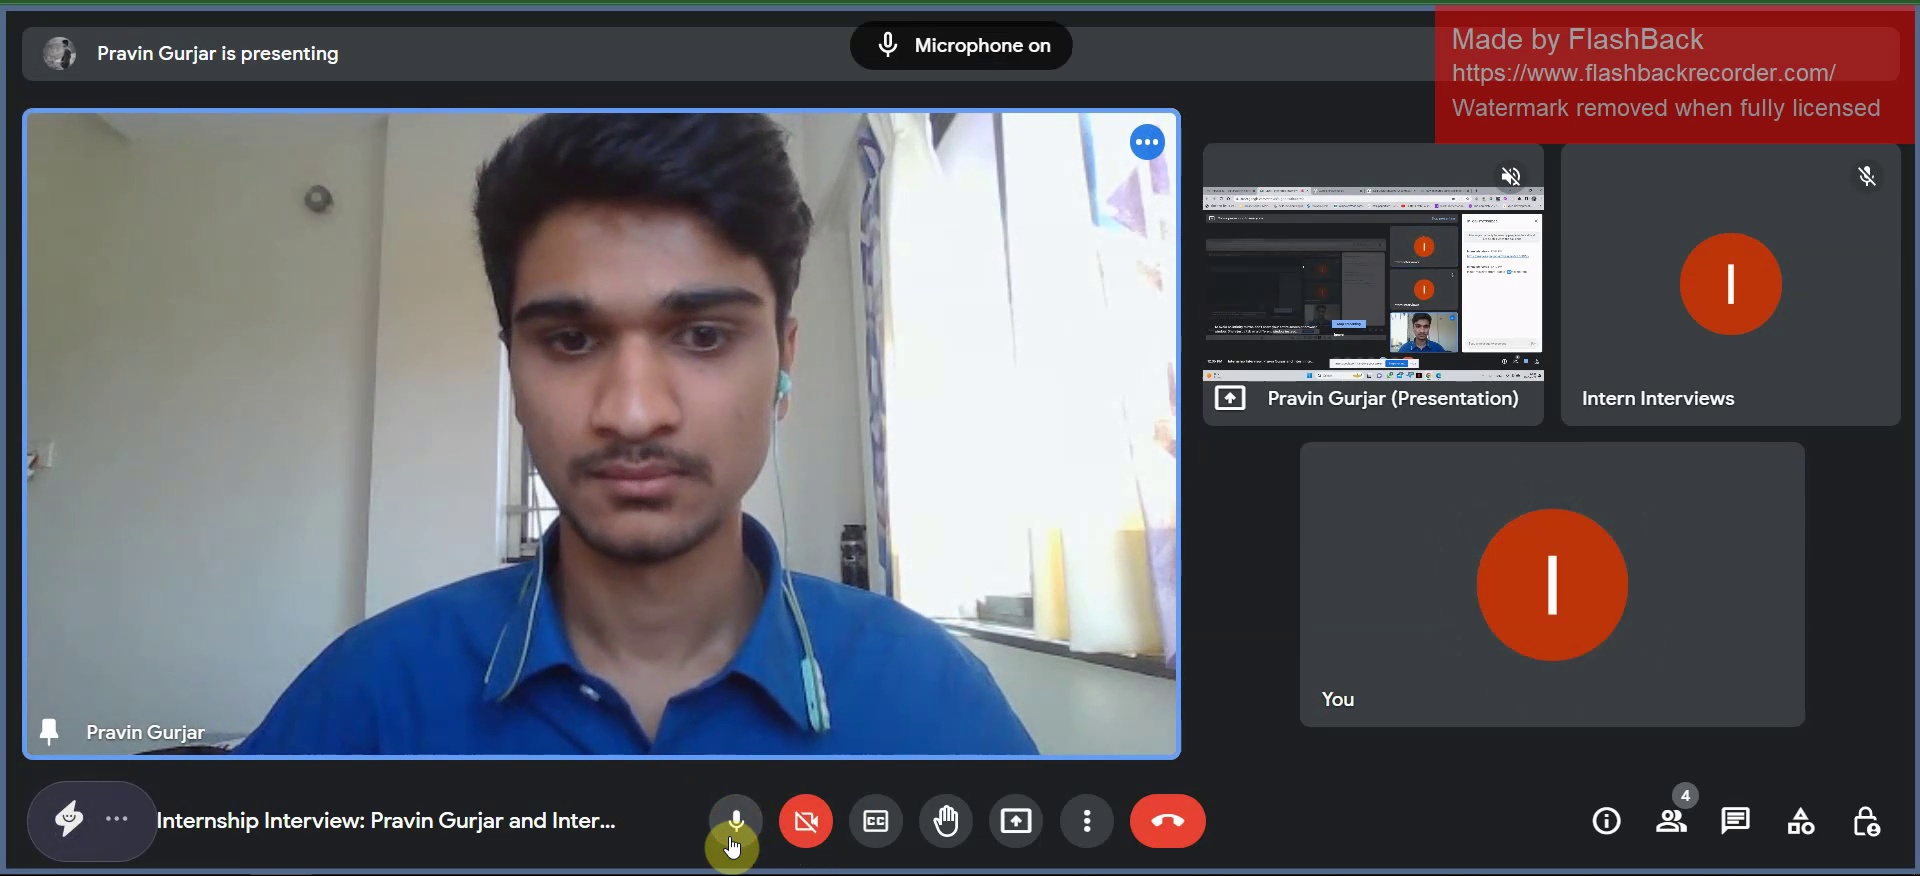 Pravin Gurjar is presenting
Microphone on
Made by FlashBack
https://www.flashbackrecorder.com/
Watermark removed when fully licensed
Pravin Gurjar
Pravin Gurjar (Presentation)
I
Intern Interviews
I
You
Internship Interview: Pravin Gurjar and Inter...
CC
4